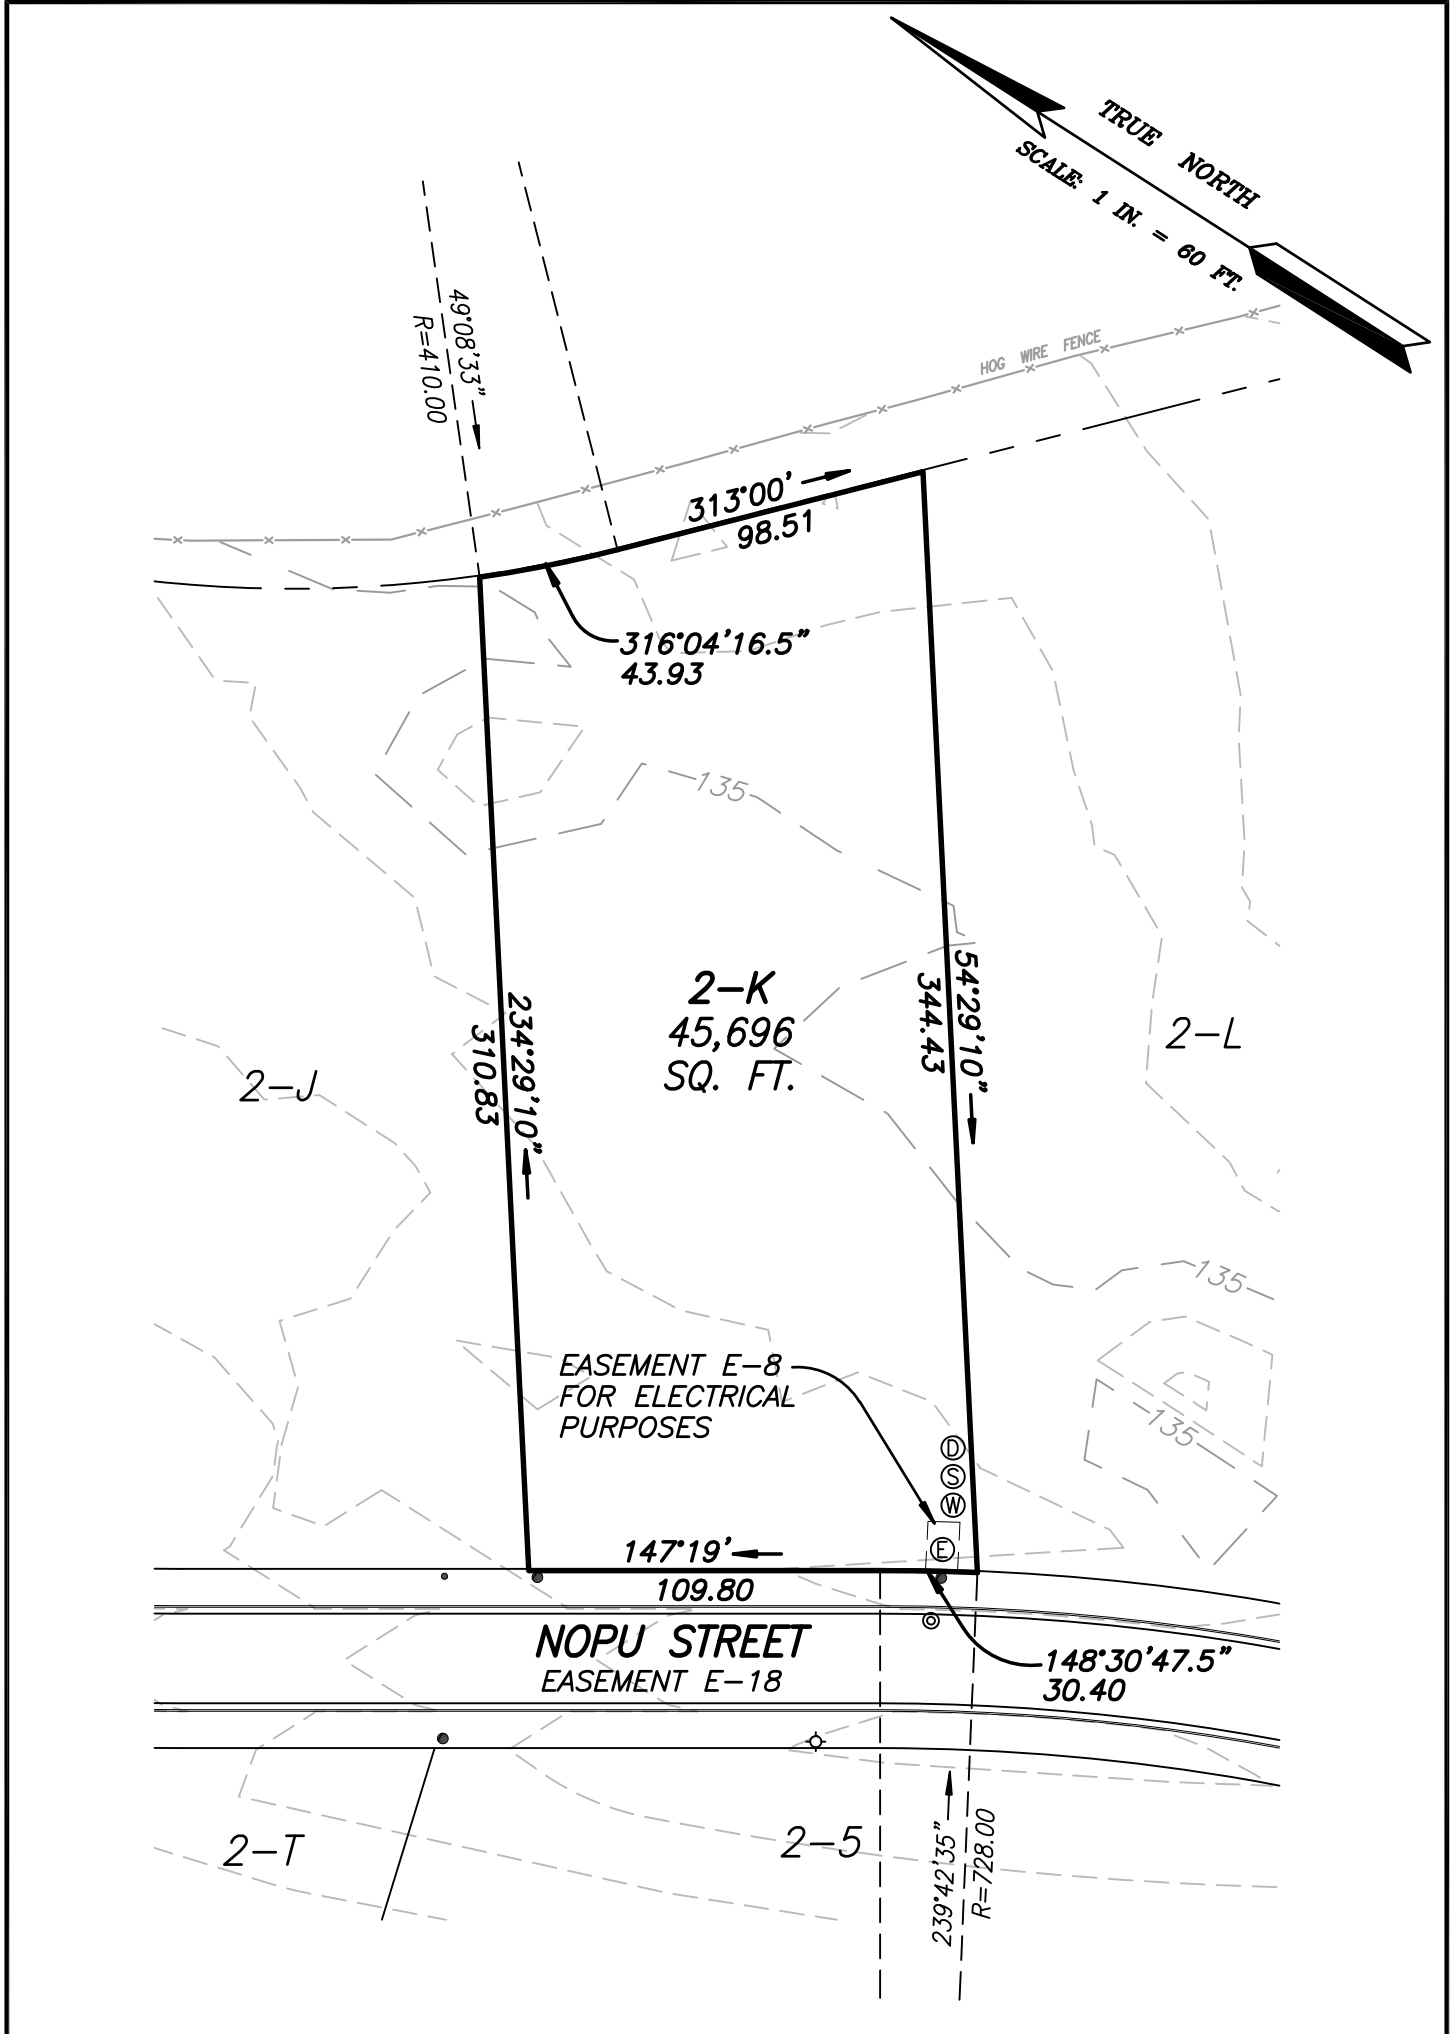 TRUE NORTH
SCALE: 1 IN. = 60 FT.
49°08'33"
R=410.00
HOG WIRE FENCE
313°00'
98.51
316°04'16.5"
43.93
135
2-K
45,696
SQ. FT.
54°29'10"
344.43
234°29'10"
310.83
2-L
2-J
135
EASEMENT E-8
FOR ELECTRICAL
PURPOSES
135
D
S
W
E
147°19'
109.80
NOPU STREET
EASEMENT E-18
148°30'47.5"
30.40
2-T
2-5
239°42'35"
R=728.00